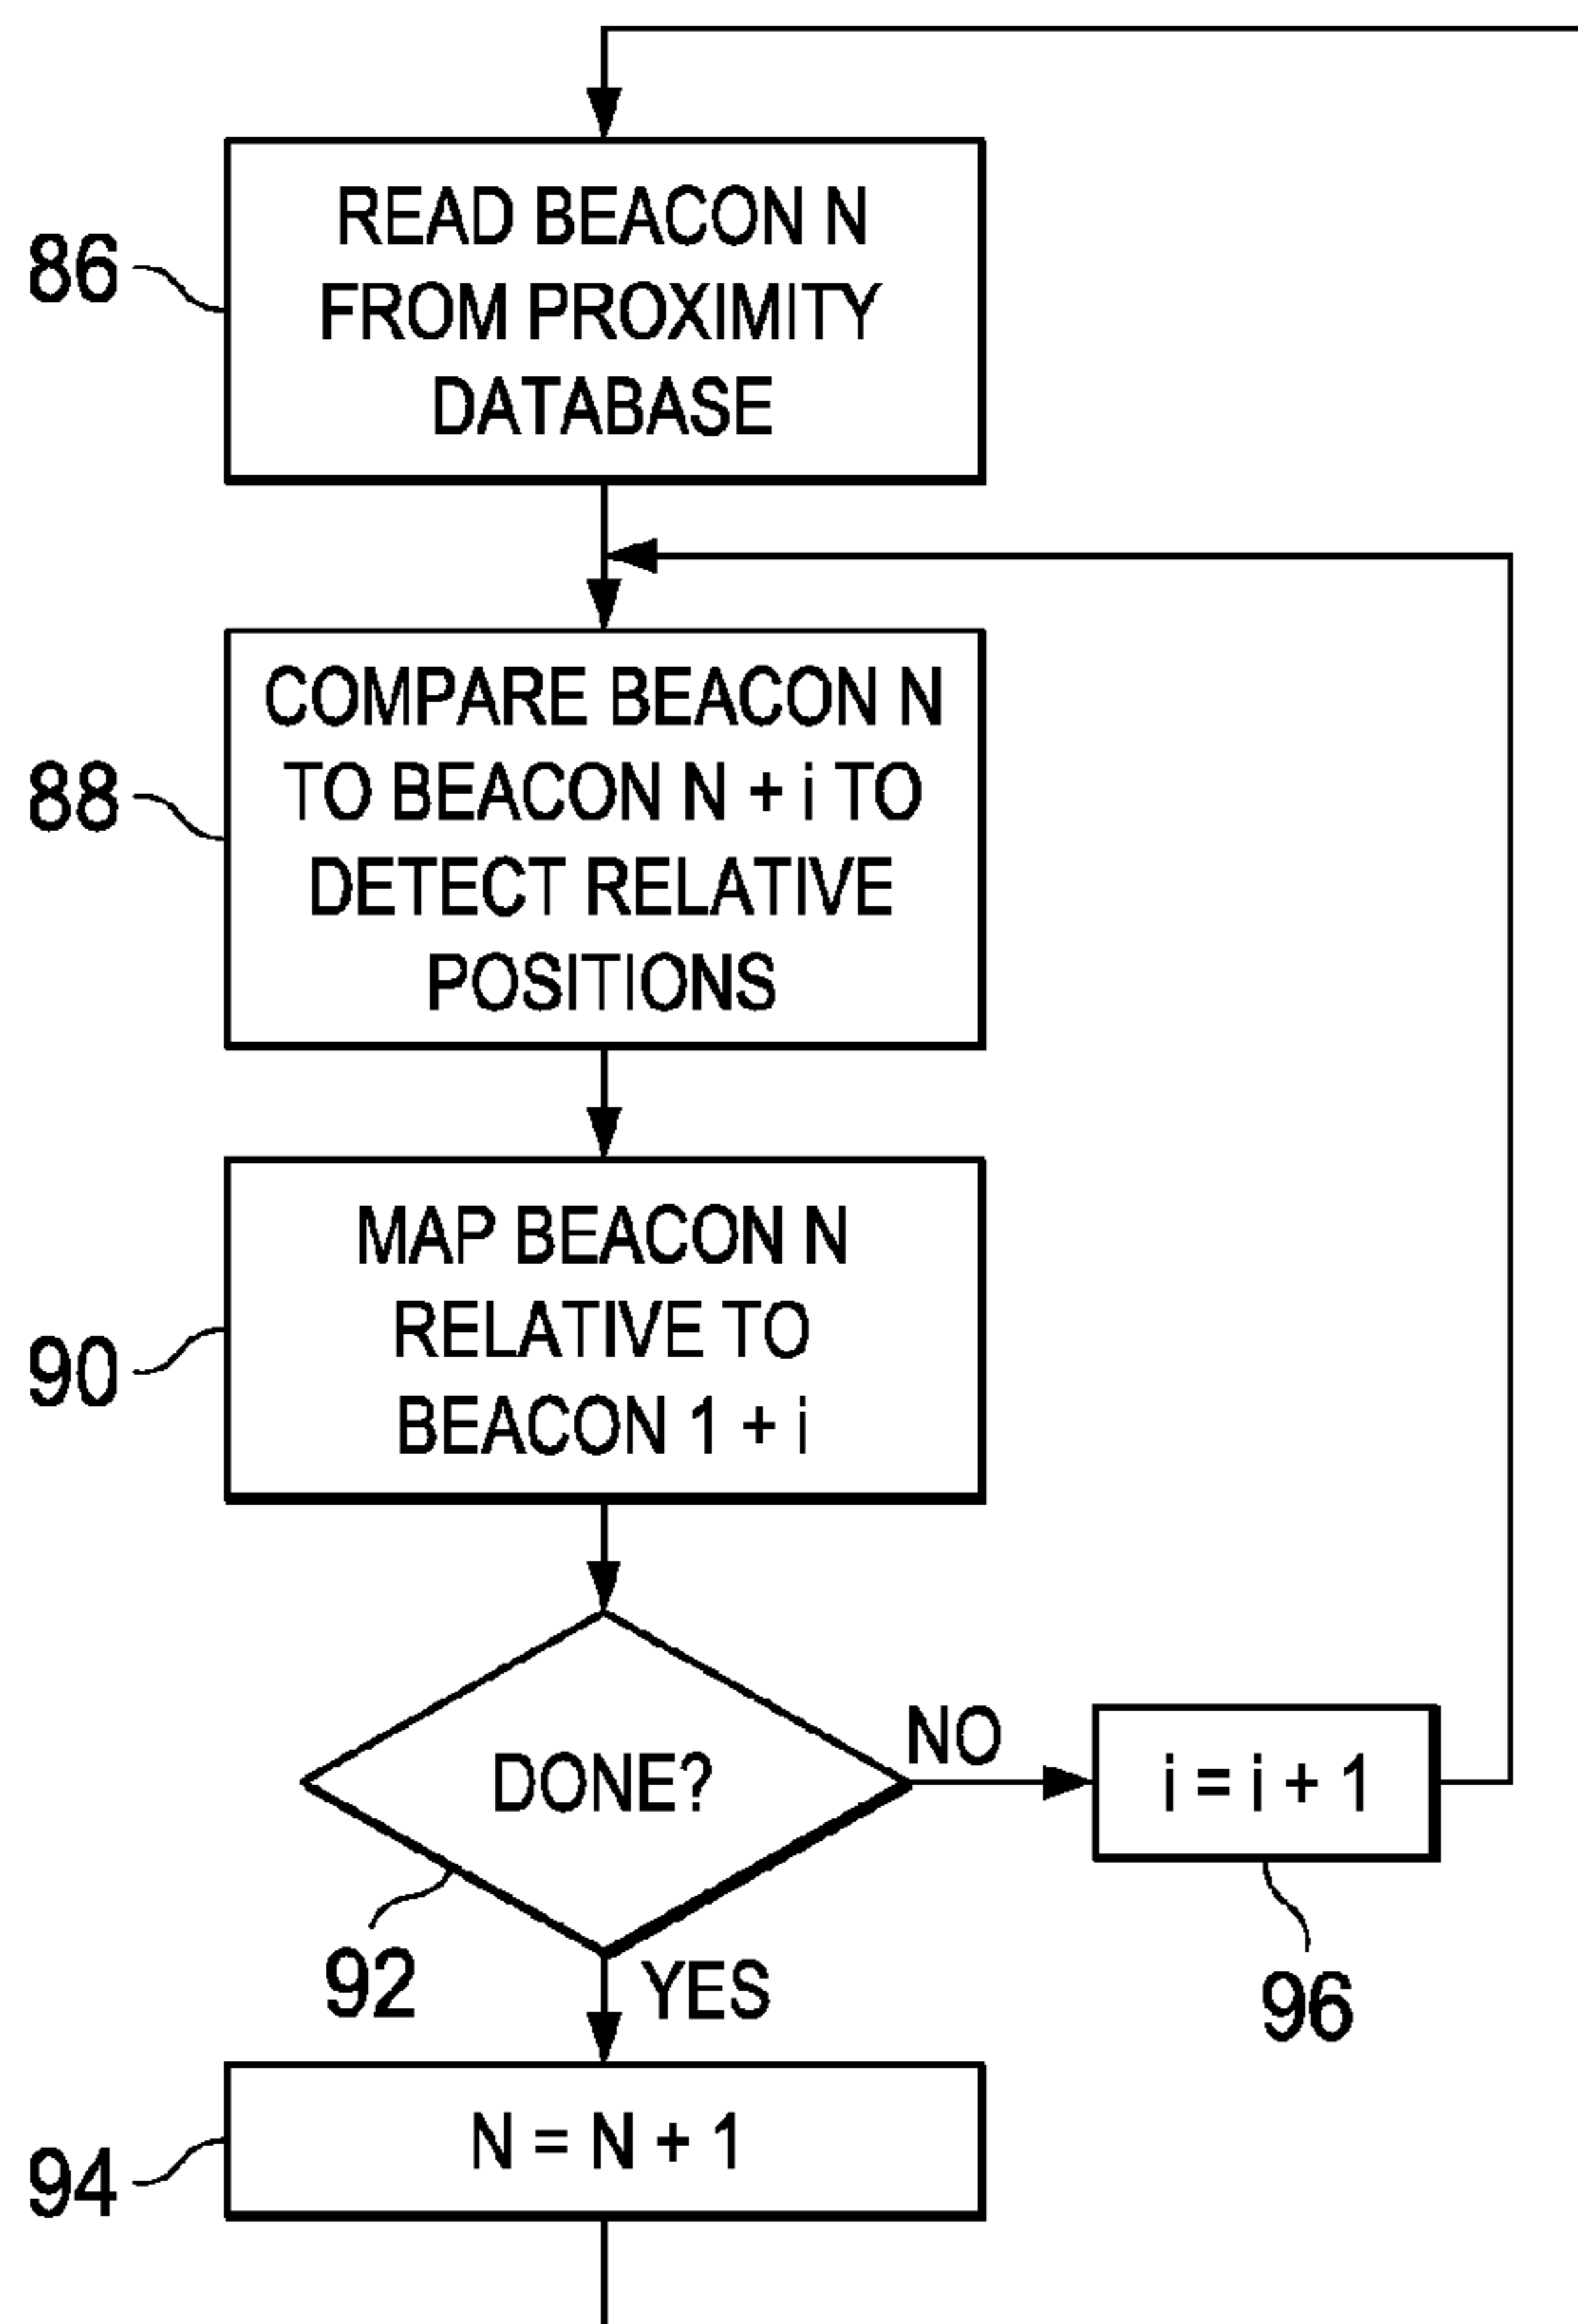 86
READ BEACON N
FROM PROXIMITY
DATABASE
88
COMPARE BEACON N
TO BEACON N + i TO
DETECT RELATIVE
POSITIONS
90
MAP BEACON N
RELATIVE TO
BEACON 1 + i
DONE?
NO
i = i + 1
92
YES
96
94
N = N + 1